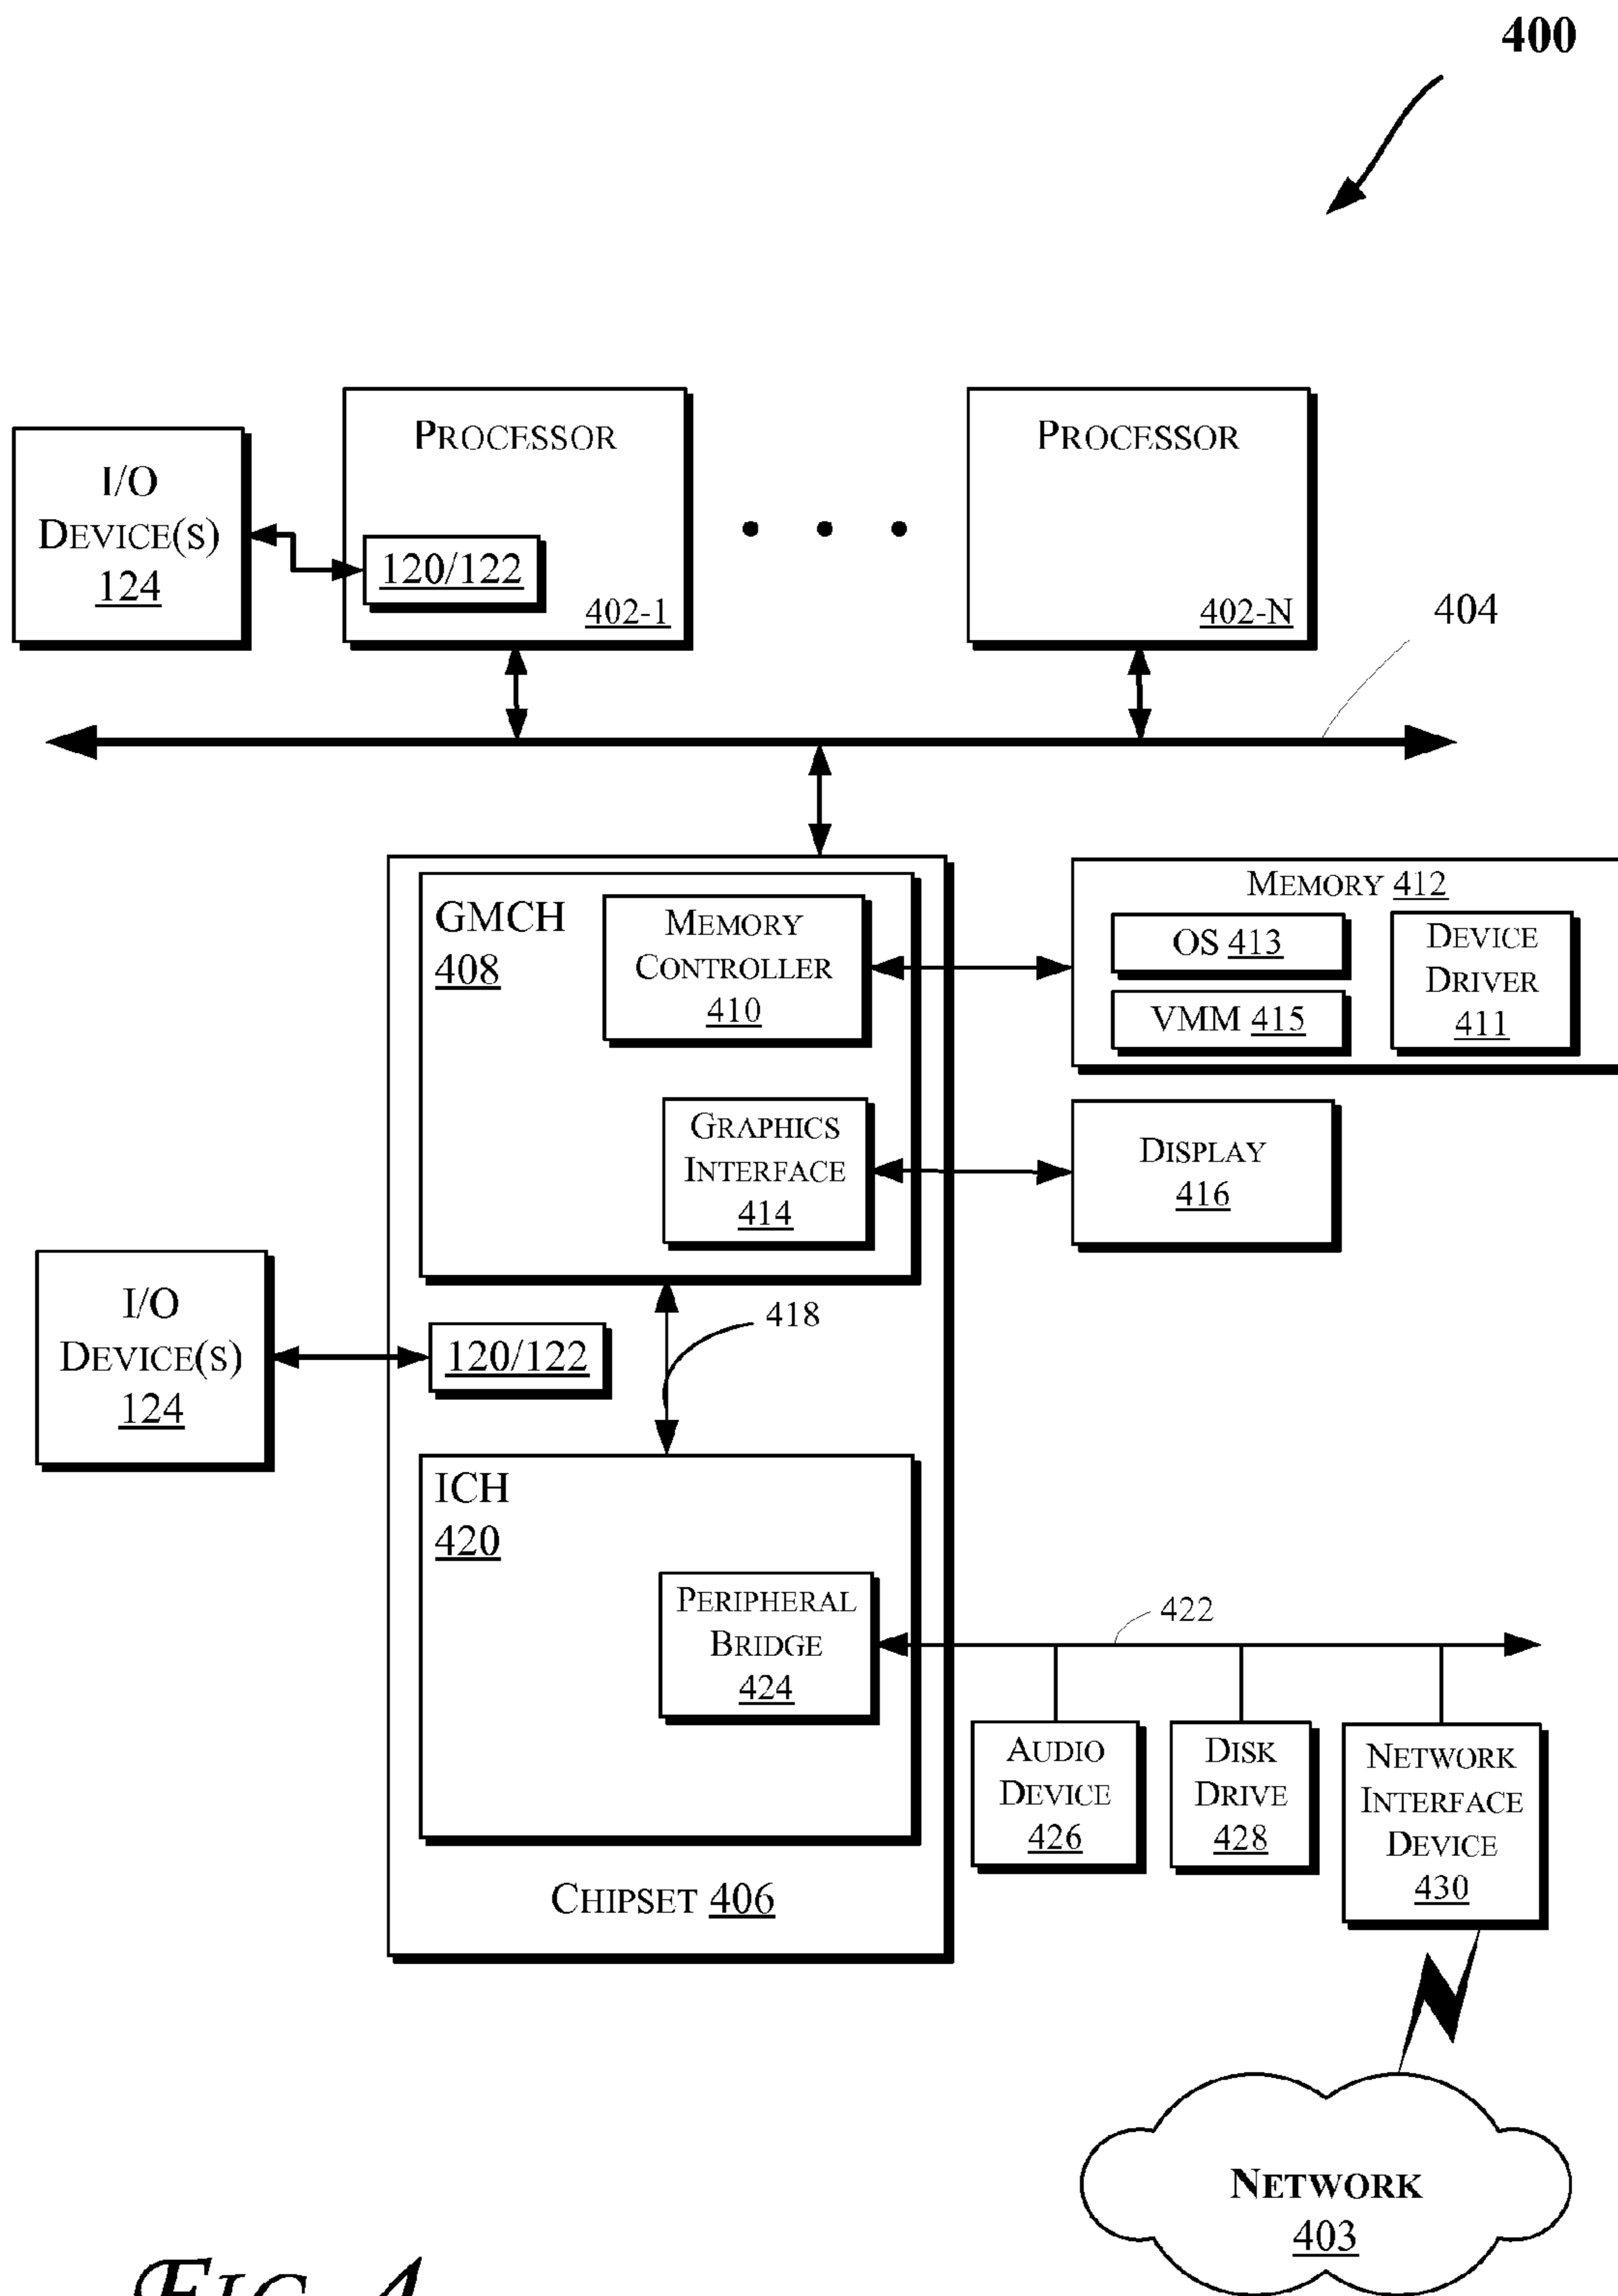 400
PROCESSOR
PROCESSOR
I/O
DEVICE(S)
124
120/122
402-1
402-N
404
GMCH
408
MEMORY
CONTROLLER
410
MEMORY 412
OS 413
VMM 415
DEVICE
DRIVER
411
GRAPHICS
INTERFACE
414
DISPLAY
416
I/O
DEVICE(S)
124
120/122
418
ICH
420
PERIPHERAL
BRIDGE
424
422
AUDIO
DEVICE
426
DISK
DRIVE
428
NETWORK
INTERFACE
DEVICE
430
CHIPSET 406
NETWORK
403
FIG. 4